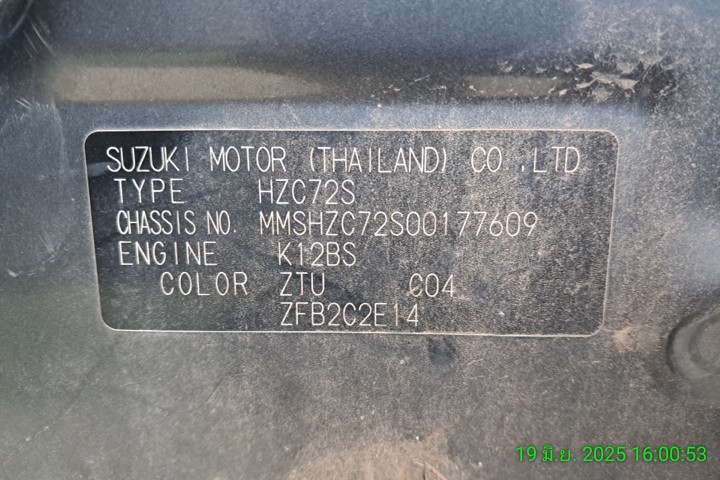 SUZUKI MOTOR (THAILAND) CO.,LTD
TYPE HZC72S
CHASSIS NO. MMSHZC72S00177609
ENGINE K12BS
COLOR ZTU C04
ZFB2C2E14
19 มิ.ย. 2025 16:00:53